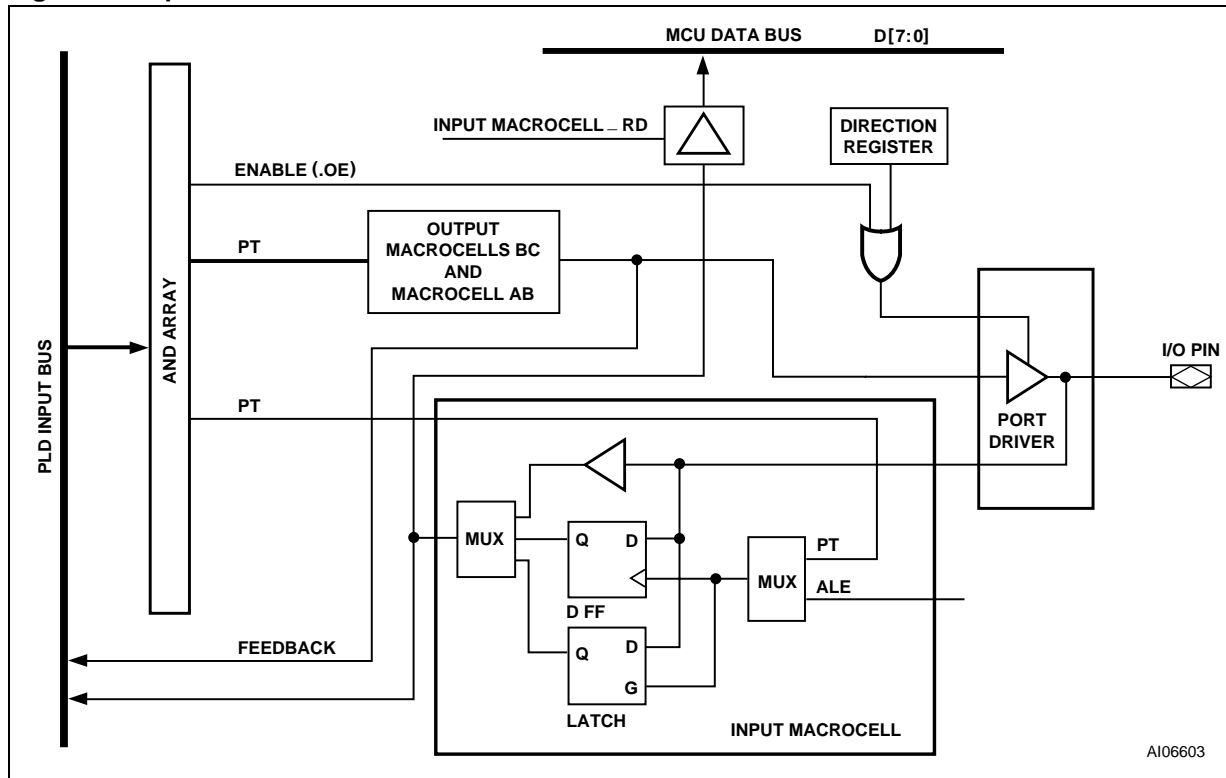 MCU DATA BUS D[7:0]
INPUT MACROCELL _ RD
DIRECTION
REGISTER
ENABLE (.OE)
PT
OUTPUT
MACROCELLS BC
AND
MACROCELL AB
PLD INPUT BUS
AND ARRAY
I/O PIN
PT
PORT
DRIVER
MUX
Q D
D FF
MUX
PT
ALE
Q D
G
LATCH
FEEDBACK
INPUT MACROCELL
AI06603